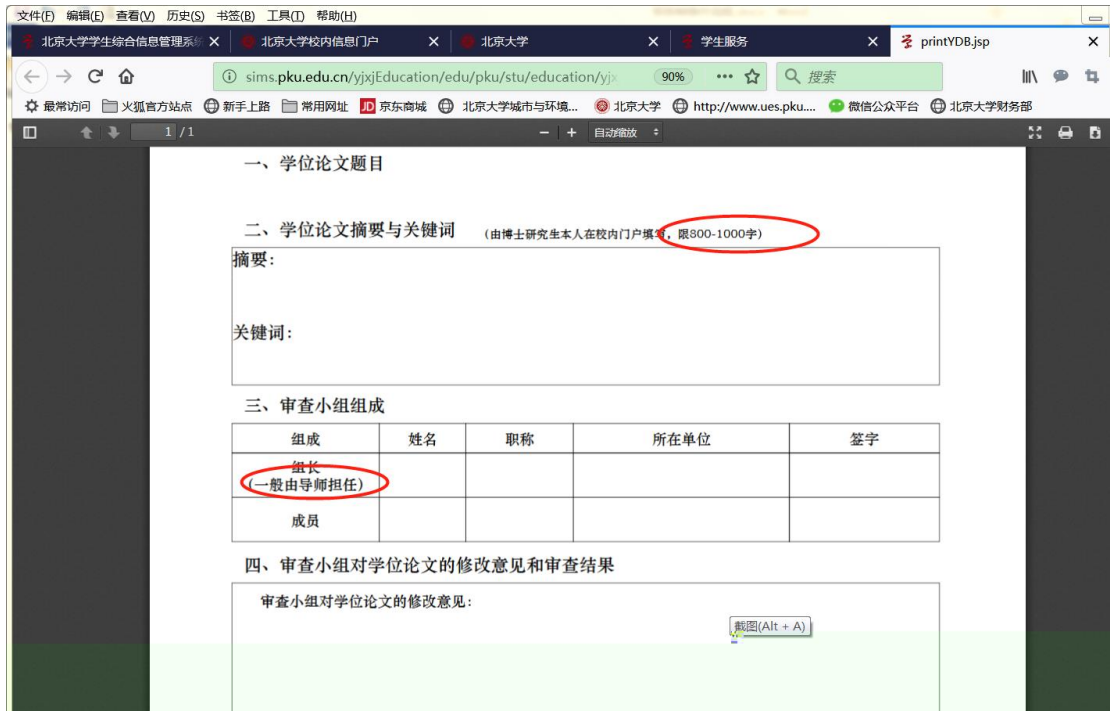 文件(F) 编辑(E) 查看(V) 历史(S) 书签(B) 工具(T) 帮助(H)
北京大学学生综合信息管理系统 北京大学校内信息门户 北京大学 学生服务 printYDB.jsp
sims.pku.edu.cn/yjxjEducation/edu/pku/stu/education/yjx 90% 搜索
最常访问 火狐官方站点 新手上路 常用网址 JD 京东商城 北京大学城市与环境... 北京大学 http://www.ues.pku.... 微信公众平台 北京大学财务部
1 / 1 自动缩放
一、学位论文题目
二、学位论文摘要与关键词 (由博士研究生本人在校内门户填写, 限800-1000字)
摘要:
关键词:
三、审查小组组成
组成 姓名 职称 所在单位 签字
组长
(一般由导师担任)
成员
四、审查小组对学位论文的修改意见和审查结果
审查小组对学位论文的修改意见:
截图(Alt + A)